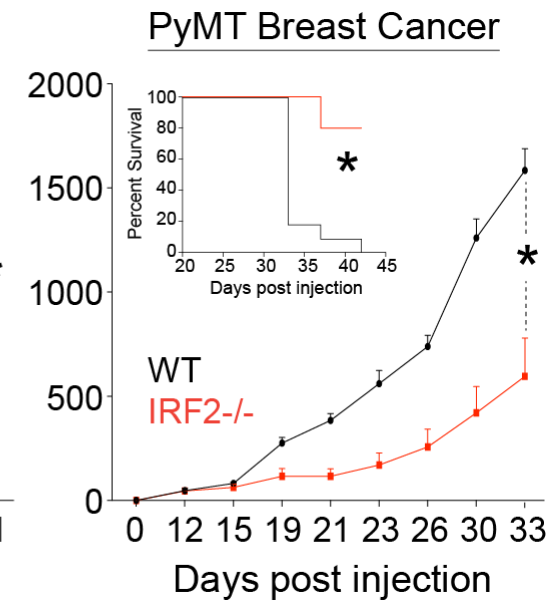 PyMT Breast Cancer
2000
1500
1000
500
0
100
80
60
40
20
0
Percent Survival
*
20 25 30 35 40 45
Days post injection
*
WT
IRF2-/-
0 12 15 19 21 23 26 30 33
Days post injection